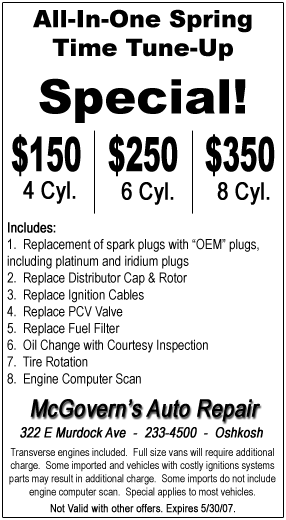 All-In-One Spring
Time Tune-Up
Special!
$150 $250 $350
4 Cyl. 6 Cyl. 8 Cyl.
Includes:
1. Replacement of spark plugs with “OEM” plugs,
including platinum and iridium plugs
2. Replace Distributor Cap & Rotor
3. Replace Ignition Cables
4. Replace PCV Valve
5. Replace Fuel Filter
6. Oil Change with Courtesy Inspection
7. Tire Rotation
8. Engine Computer Scan
McGovern's Auto Repair
322 E Murdock Ave - 233-4500 - Oshkosh
Transverse engines included. Full size vans will require additional
charge. Some imported and vehicles with costly ignitions systems
parts may result in additional charge. Some imports do not include
engine computer scan. Special applies to most vehicles.
Not Valid with other offers. Expires 5/30/07.